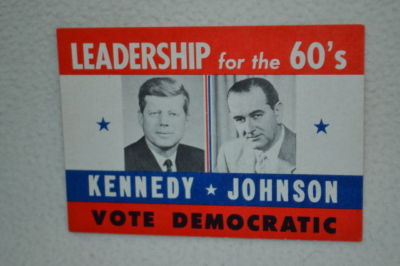 LEADERSHIP for the 60's
KENNEDY ★ JOHNSON
VOTE DEMOCRATIC